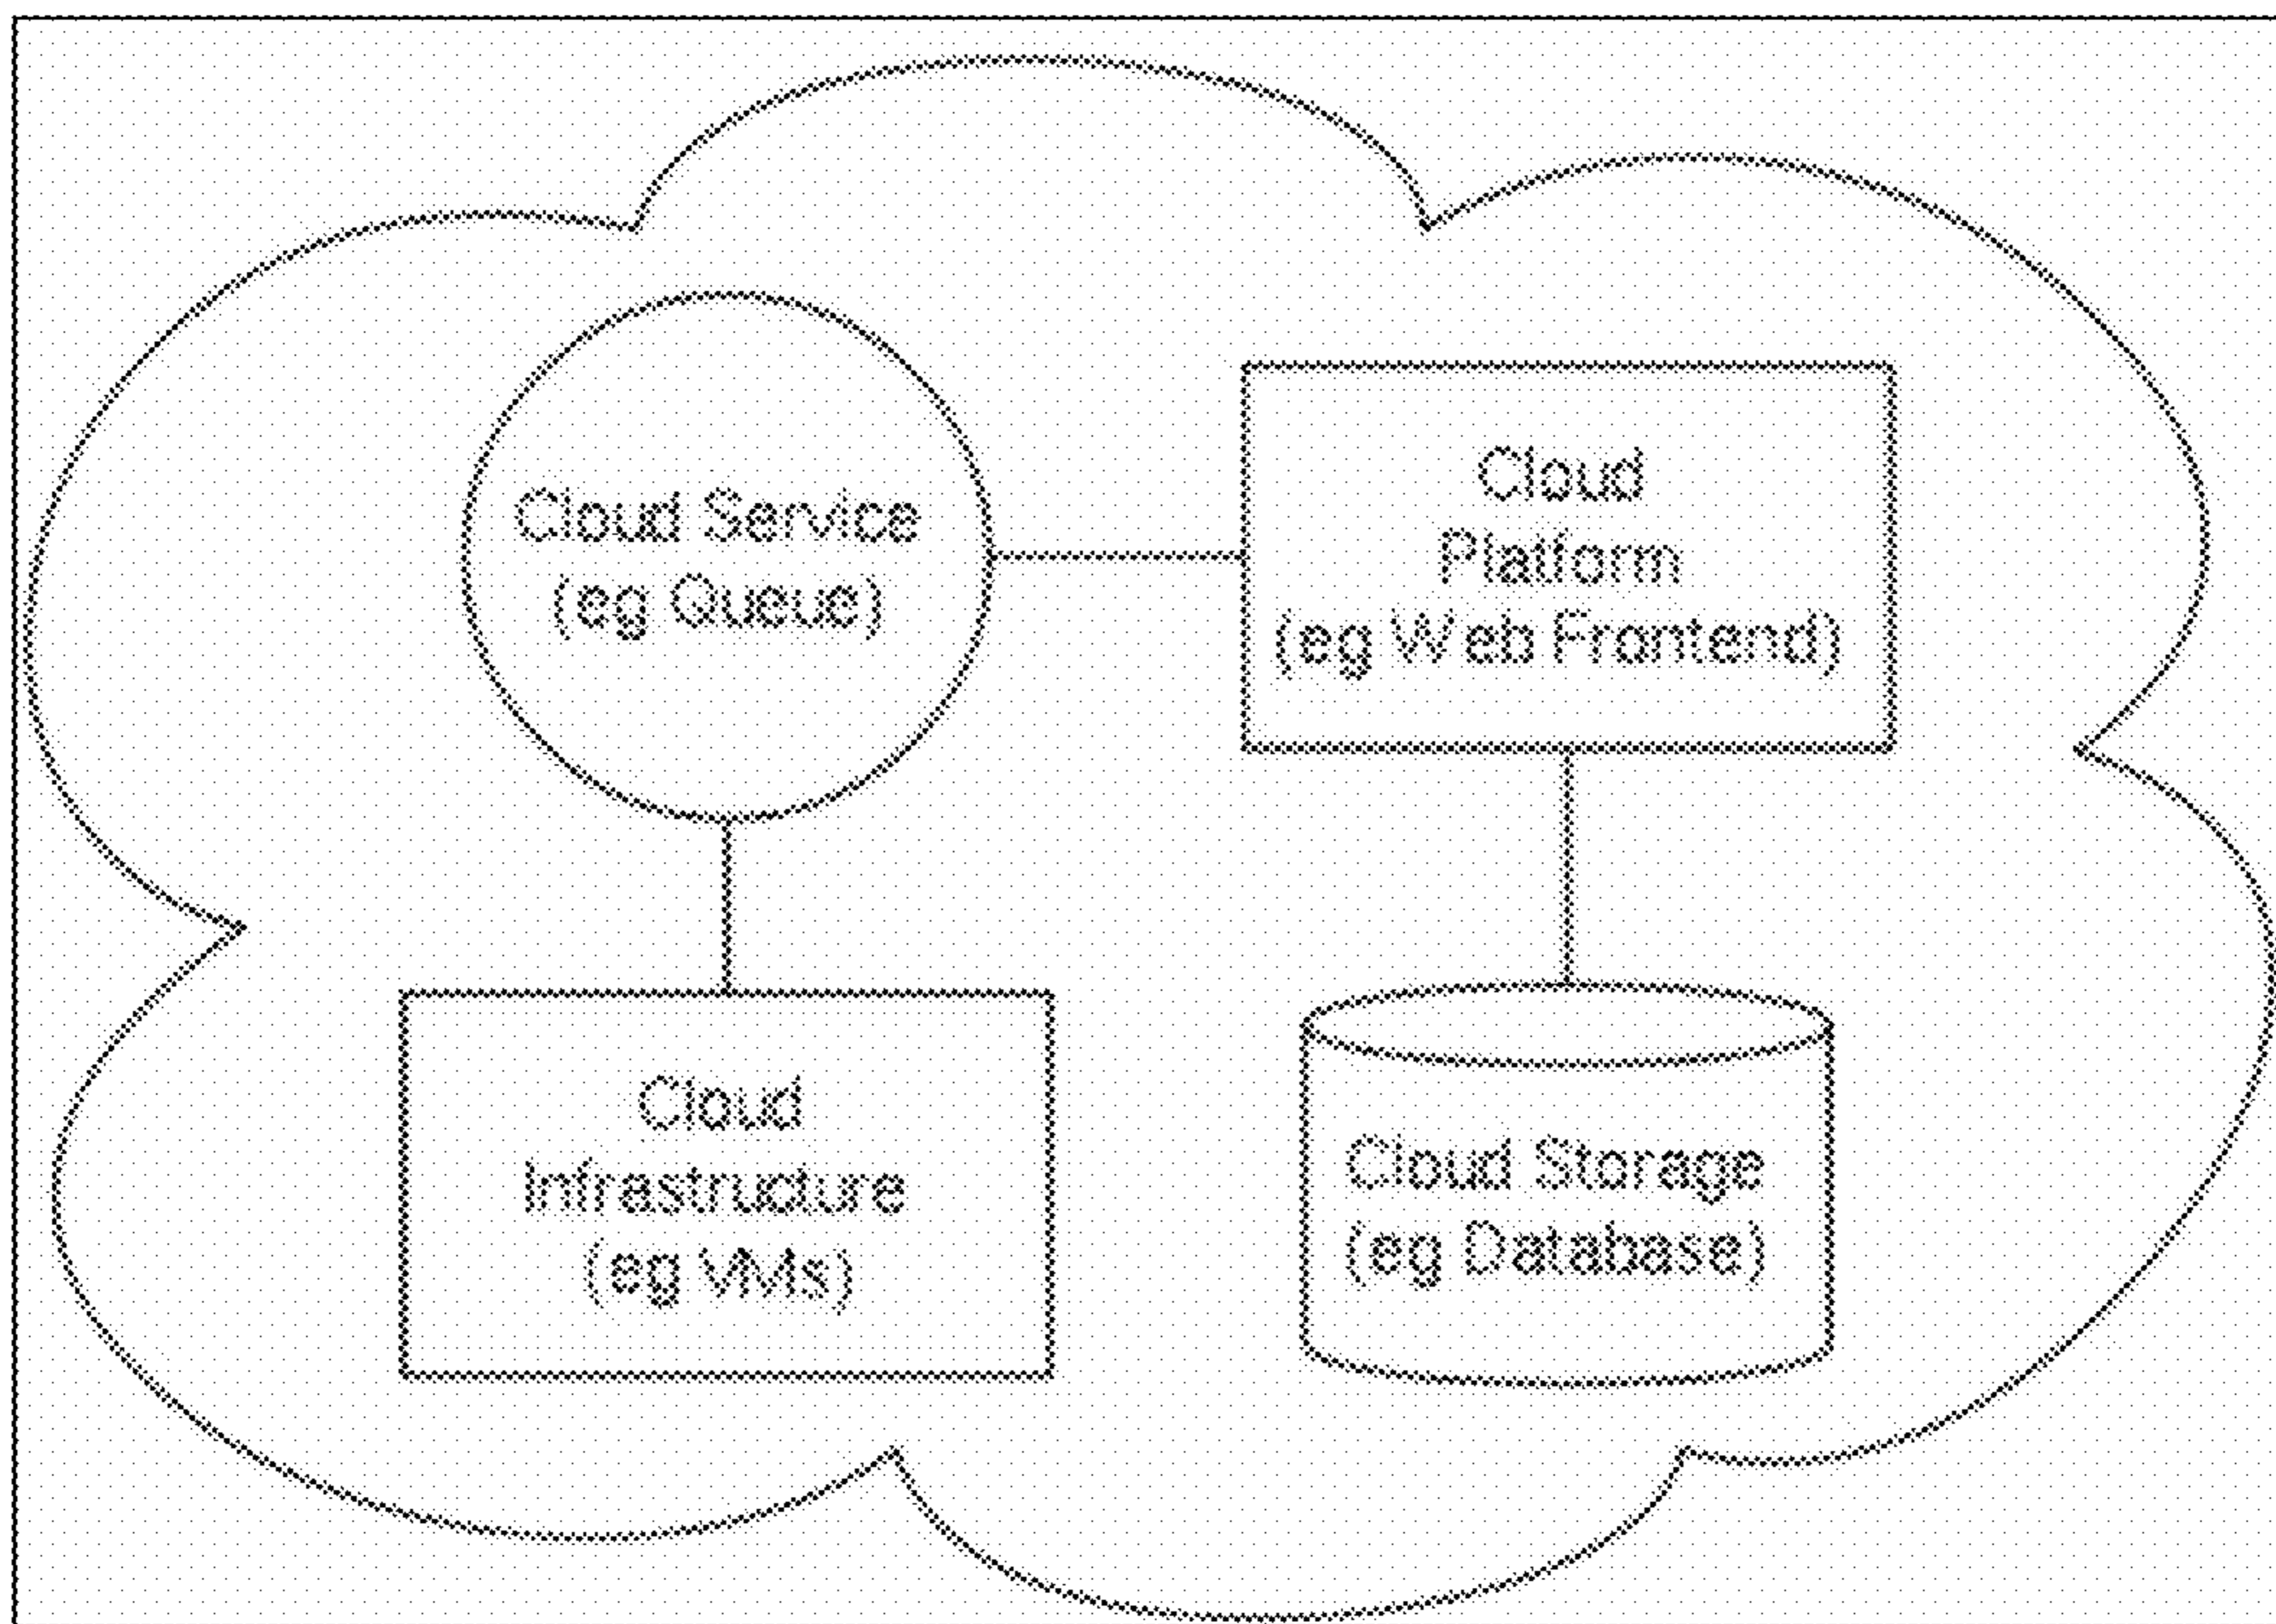 Cloud Service
(eg Queue)
Cloud
Platform
(eg Web Frontend)
Cloud
Infrastructure
(eg VMs)
Cloud Storage
(eg Database)